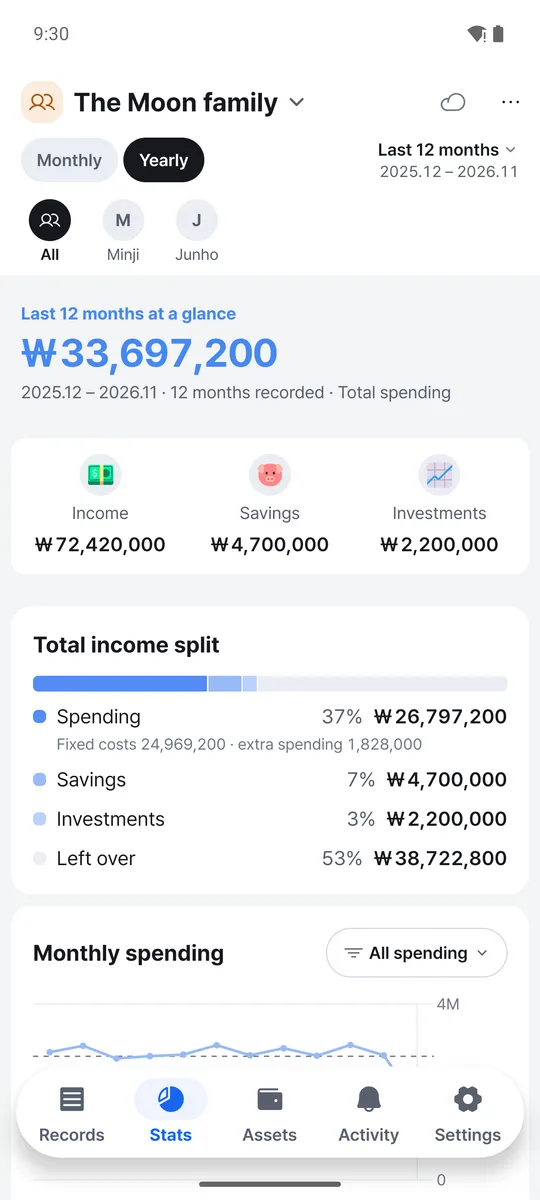 9:30
The Moon family
Monthly
Yearly
Last 12 months
2025.12 – 2026.11
M
J
All
Minji
Junho
Last 12 months at a glance
₩33,697,200
2025.12 – 2026.11 · 12 months recorded · Total spending
Income
Savings
Investments
₩72,420,000
₩4,700,000
₩2,200,000
Total income split
Spending 37% ₩26,797,200
Fixed costs 24,969,200 · extra spending 1,828,000
Savings 7% ₩4,700,000
Investments 3% ₩2,200,000
Left over 53% ₩38,722,800
Monthly spending
All spending
4M
Records
Stats
Assets
Activity
Settings
0